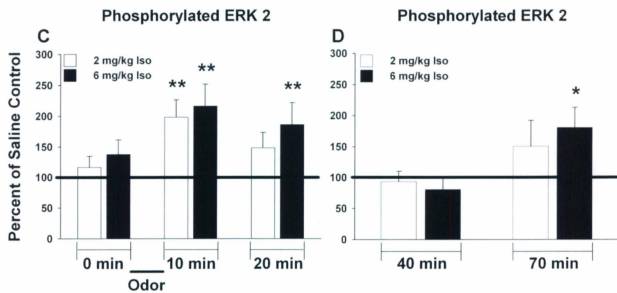 Phosphorylated ERK 2
C
2 mg/kg Iso
6 mg/kg Iso
Percent of Saline Control
300
250
200
150
100
50
0
**
**
**
0 min
10 min
20 min
Odor
Phosphorylated ERK 2
D
2 mg/kg Iso
6 mg/kg Iso
300
250
200
150
100
50
0
*
40 min
70 min